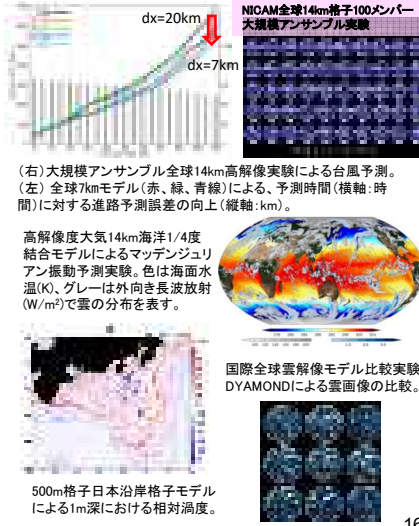 dx=20km
dx=7km
NICAM全球14km格子100メンバー
大規模アンサンブル実験
(右)大規模アンサンブル全球14km高解像実験による台風予測。
(左) 全球7kmモデル(赤、緑、青線)による、予測時間(横軸:時
間)に対する進路予測誤差の向上(縦軸:km)。
高解像度大気14km海洋1/4度
結合モデルによるマッデンジュリ
アン振動予測実験。色は海面水
温(K)、グレーは外向き長波放射
(W/m²)で雲の分布を表す。
国際全球雲解像モデル比較実験
DYAMONDによる雲画像の比較。
500m格子日本沿岸格子モデル
による1m深における相対渦度。
16